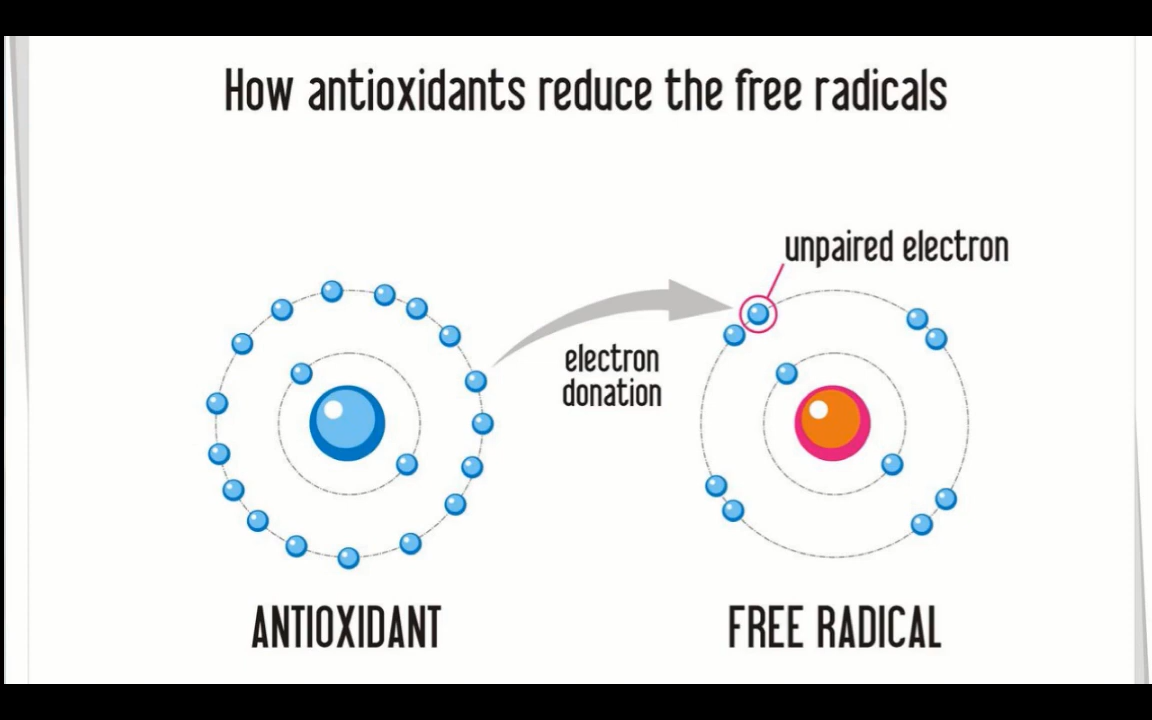 How antioxidants reduce the free radicals
unpaired electron
electron
donation
ANTIOXIDANT
FREE RADICAL